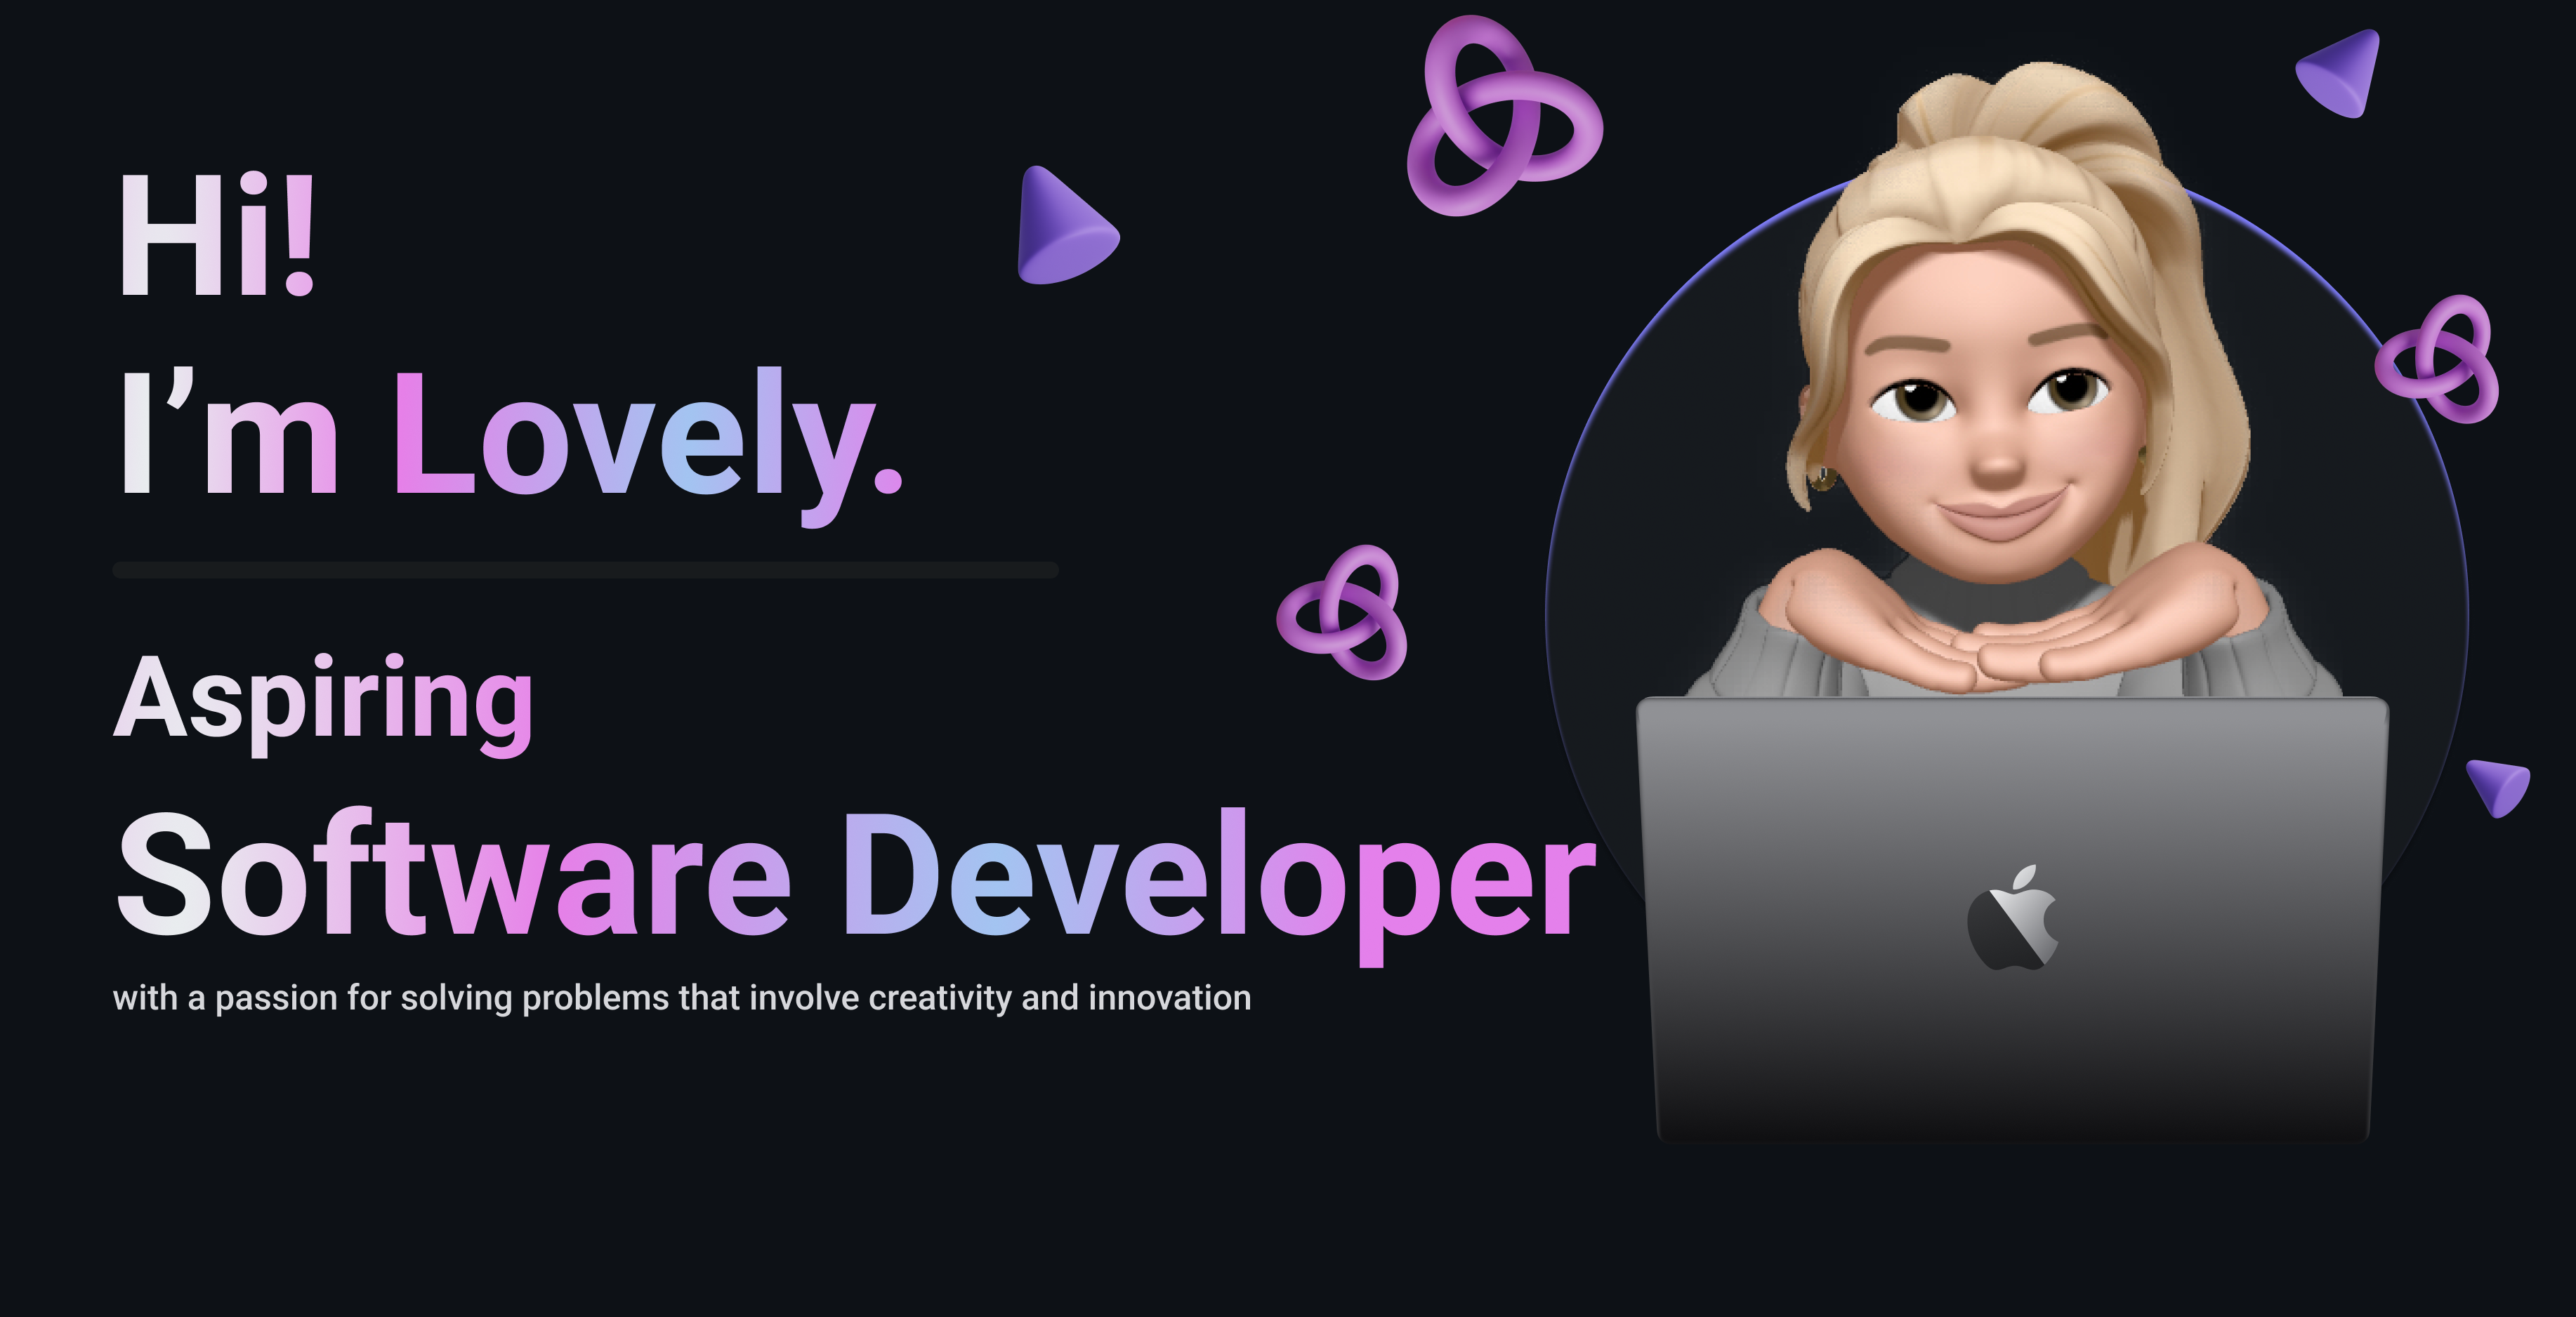 Hi!
I’m Lovely.
Aspiring
Software Developer
with a passion for solving problems that involve creativity and innovation